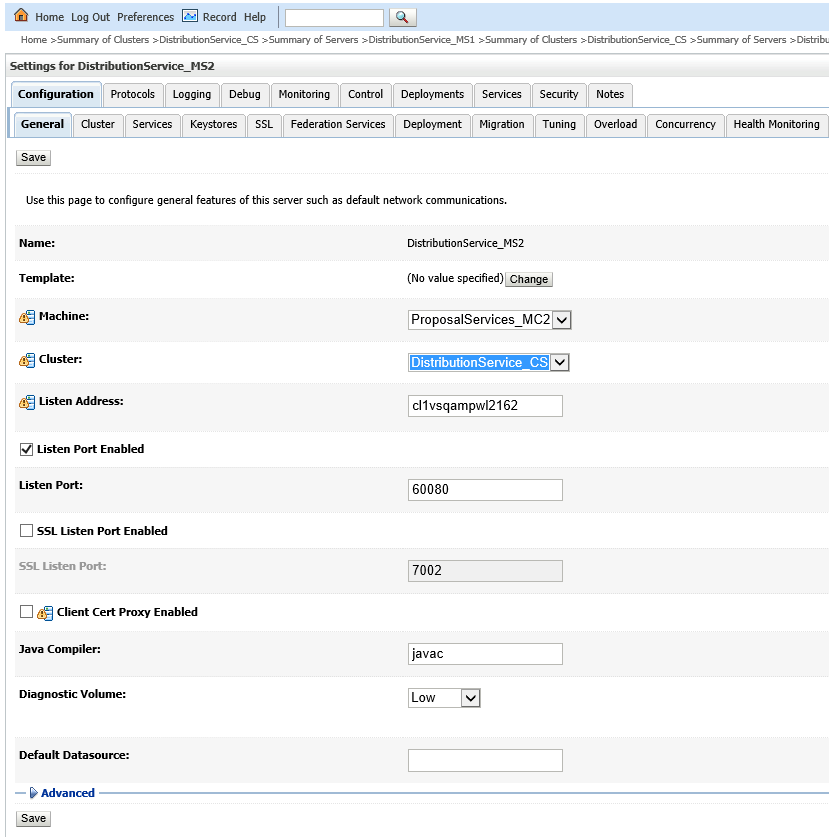 Home Log Out Preferences Record Help
Home >Summary of Clusters >DistributionService_CS >Summary of Servers >DistributionService_MS1 >Summary of Clusters >DistributionService_CS >Summary of Servers >Distribu
Settings for DistributionService_MS2
Configuration Protocols Logging Debug Monitoring Control Deployments Services Security Notes
General Cluster Services Keystores SSL Federation Services Deployment Migration Tuning Overload Concurrency Health Monitoring
Save
Use this page to configure general features of this server such as default network communications.
Name: DistributionService_MS2
Template: (No value specified) Change
Machine: ProposalServices_MC2
Cluster: DistributionService_CS
Listen Address: cl1vsqampwl2162
Listen Port Enabled
Listen Port: 60080
SSL Listen Port Enabled
SSL Listen Port: 7002
Client Cert Proxy Enabled
Java Compiler: javac
Diagnostic Volume: Low
Default Datasource:
Advanced
Save